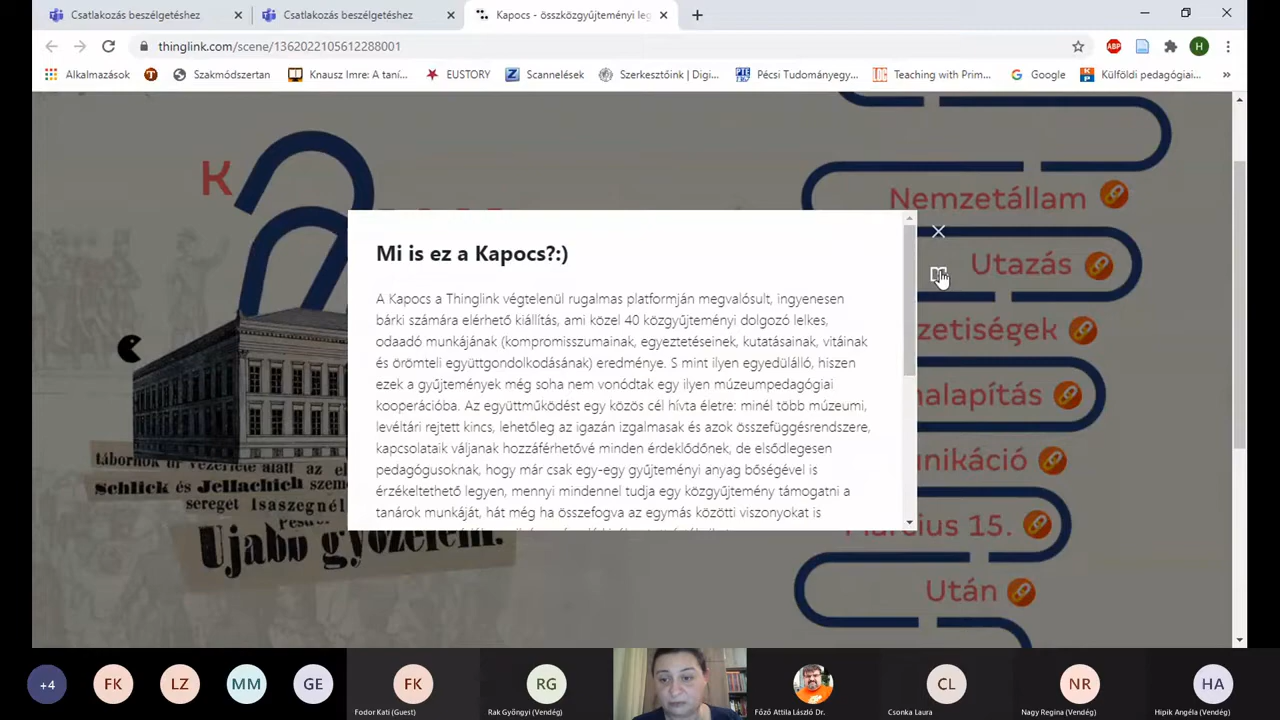 Csatlakozás beszélgetéshez
Csatlakozás beszélgetéshez
Kapocs - összközgyűjteményi leg
thinglink.com/scene/1362022105612288001
ABP
H
Alkalmazások
Szakmódszertan
Knausz Imre: A taní...
EUSTORY
Scannelések
Szerkesztőink | Digi...
Pécsi Tudományegy...
Teaching with Prim...
Google
Külföldi pedagógiai...
»
K
Nemzetállam
Utazás
zetiségek
alapítás
unikáció
Március 15.
Után
Mi is ez a Kapocs?:)
A Kapocs a Thinglink végtelenül rugalmas platformján megvalósult, ingyenesen
bárki számára elérhető kiállítás, ami közel 40 közgyűjteményi dolgozó lelkes,
odaadó munkájának (kompromisszumainak, egyeztetéseinek, kutatásainak, vitáinak
és örömteli együttgondolkodásának) eredménye. S mint ilyen egyedülálló, hiszen
ezek a gyűjtemények még soha nem vonódtak egy ilyen múzeumpedagógiai
kooperációba. Az együttműködést egy közös cél hívta életre: minél több múzeumi,
levéltári rejtett kincs, lehetőleg az igazán izgalmasak és azok összefüggésrendszere,
kapcsolataik váljanak hozzáférhetővé minden érdeklődőnek, de elsődlegesen
pedagógusoknak, hogy már csak egy-egy gyűjteményi anyag bőségével is
érzékeltethető legyen, mennyi mindennel tudja egy közgyűjtemény támogatni a
tanárok munkáját, hát még ha összefogva az egymás közötti viszonyokat is
tábornok úr vezérlete alatt az el
Schlick és Jellachich szem
sereget Isaszegnél
Pest
Ujabb győzelem.
+4
FK
LZ
MM
GE
FK
Fodor Kati (Guest)
RG
Rak Gyöngyi (Vendég)
Főző Attila László Dr.
CL
Csonka Laura
NR
Nagy Regina (Vendég)
HA
Hipik Angéla (Vendég)